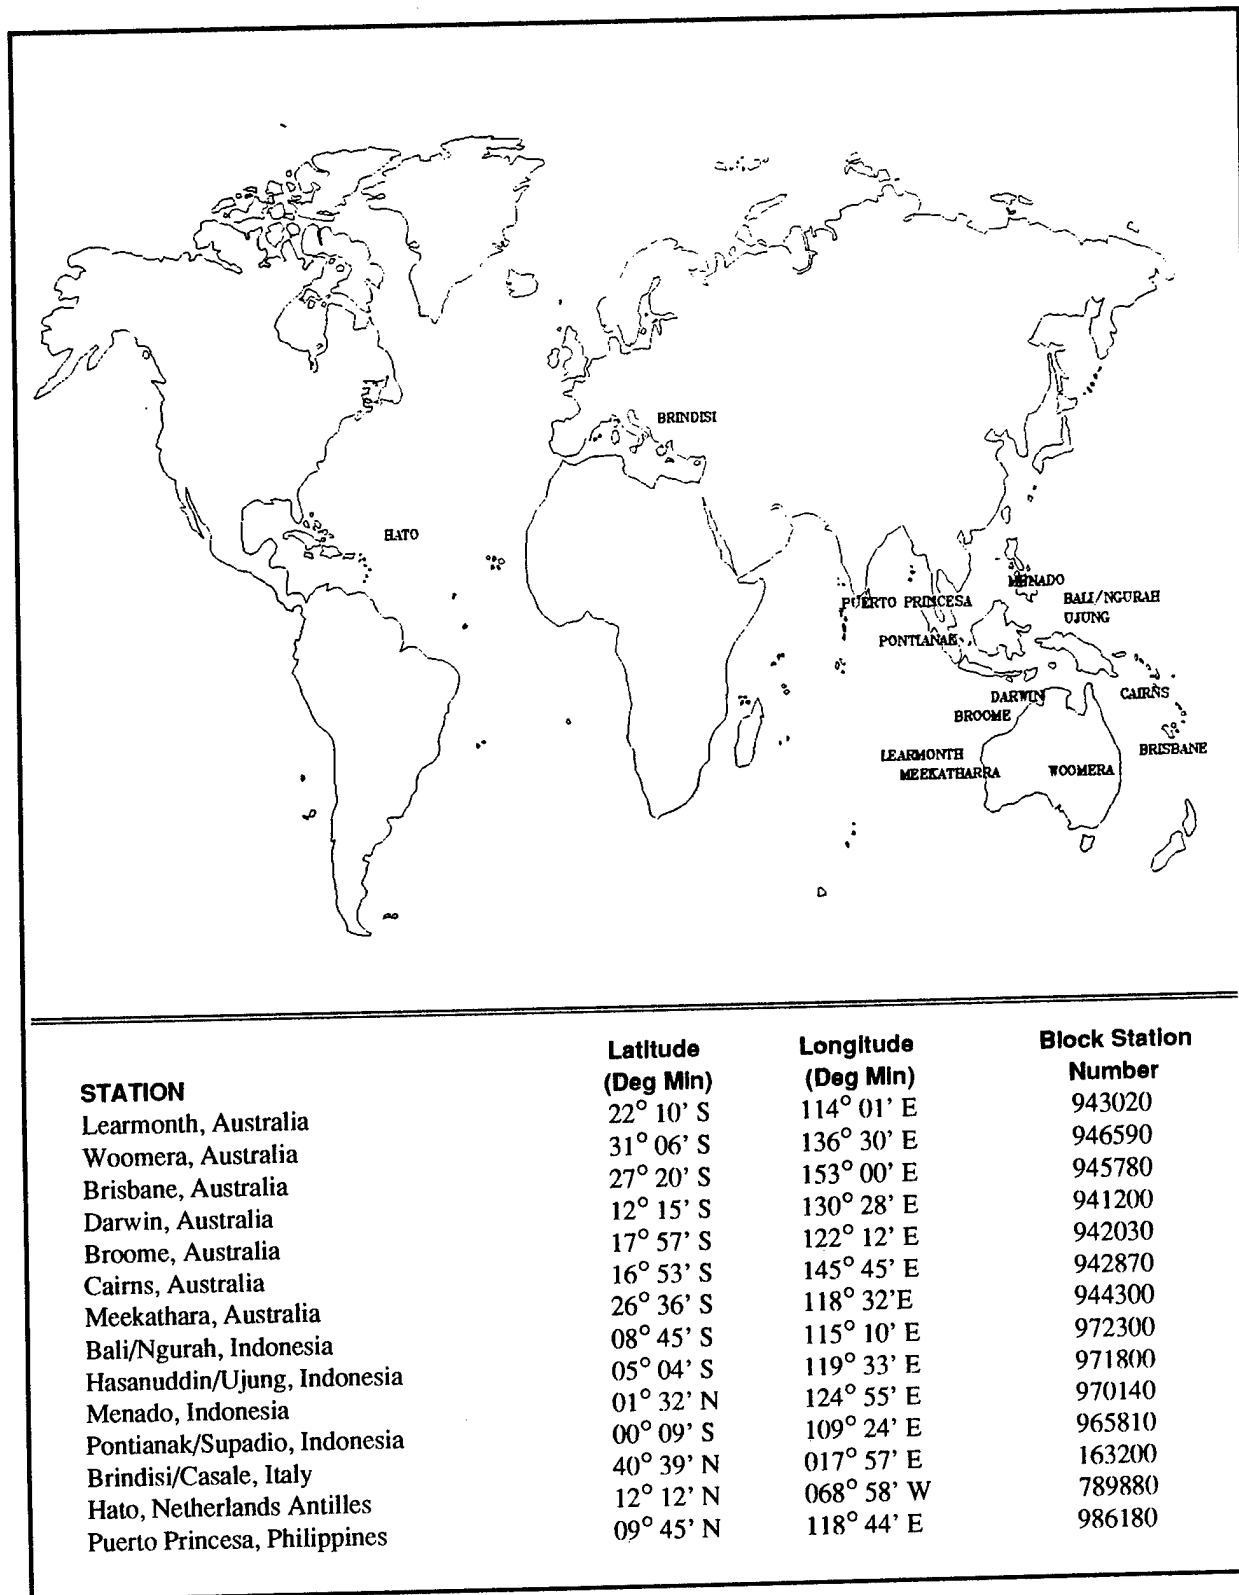 BRINDISI
HATO
MENADO
PUERTO PRINCESA
BALI/NGURAH
UJUNG
PONTIANAK
DARWIN
CAIRNS
BROOME
BRISBANE
LEARMONTH
MEEKATHARRA
WOOMERA
STATION Latitude (Deg Min) Longitude (Deg Min) Block Station Number
Learmonth, Australia 22° 10' S 114° 01' E 943020
Woomera, Australia 31° 06' S 136° 30' E 946590
Brisbane, Australia 27° 20' S 153° 00' E 945780
Darwin, Australia 12° 15' S 130° 28' E 941200
Broome, Australia 17° 57' S 122° 12' E 942030
Cairns, Australia 16° 53' S 145° 45' E 942870
Meekathara, Australia 26° 36' S 118° 32'E 944300
Bali/Ngurah, Indonesia 08° 45' S 115° 10' E 972300
Hasanuddin/Ujung, Indonesia 05° 04' S 119° 33' E 971800
Menado, Indonesia 01° 32' N 124° 55' E 970140
Pontianak/Supadio, Indonesia 00° 09' S 109° 24' E 965810
Brindisi/Casale, Italy 40° 39' N 017° 57' E 163200
Hato, Netherlands Antilles 12° 12' N 068° 58' W 789880
Puerto Princesa, Philippines 09° 45' N 118° 44' E 986180